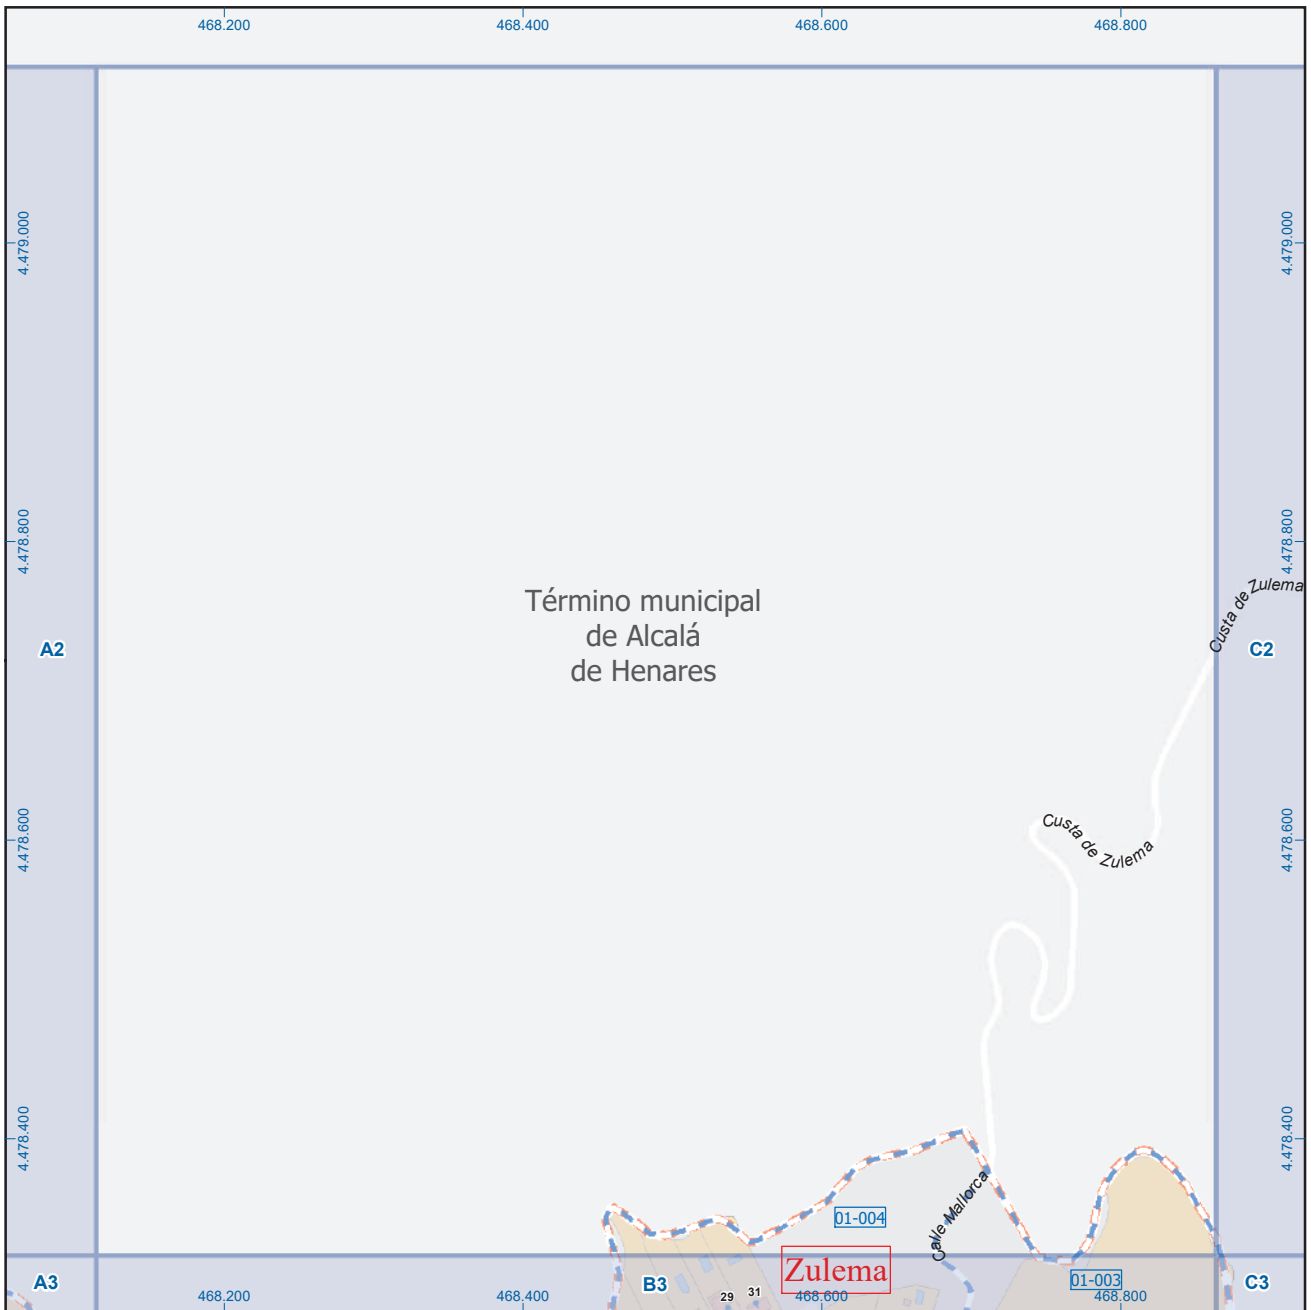 468.200
468.400
468.600
468.800
4.479.000
4.479.000
4.478.800
4.478.800
Custa de Zulema
Término municipal
de Alcalá
de Henares
A2
C2
Custa de Zulema
4.478.600
4.478.600
4.478.400
4.478.400
Calle Mallorca
01-004
Zulema
A3
B3
01-003
C3
29
31
468.200
468.400
468.600
468.800